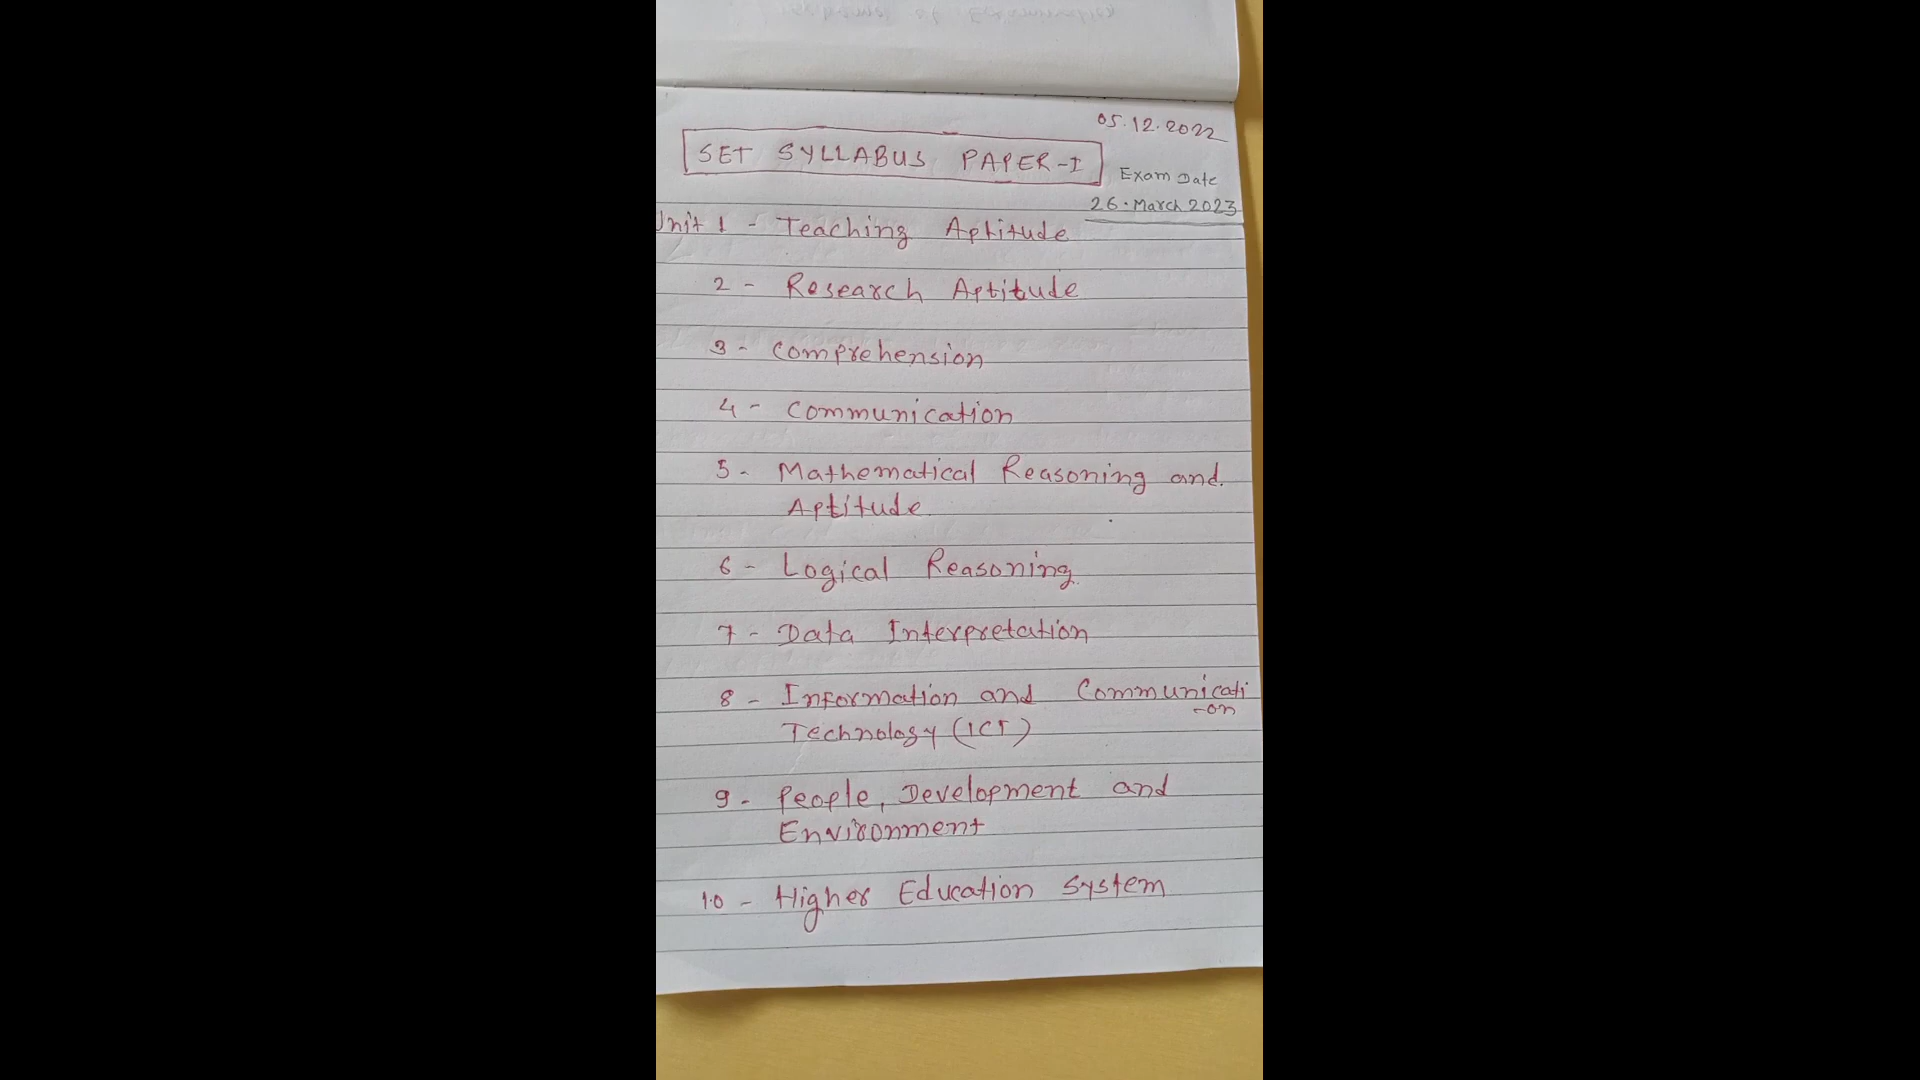 05.12.2022
SET SYLLABUS PAPER-I
Exam Date
26.March 2023
Unit 1 - Teaching Aptitude
2 - Research Aptitude
3 - Comprehension
4 - Communication
5 - Mathematical Reasoning and
Aptitude
6 - Logical Reasoning
7 - Data Interpretation
8 - Information and Communicati
-on
Technology (ICT)
9 - People, Development and
Environment
10 - Higher Education System